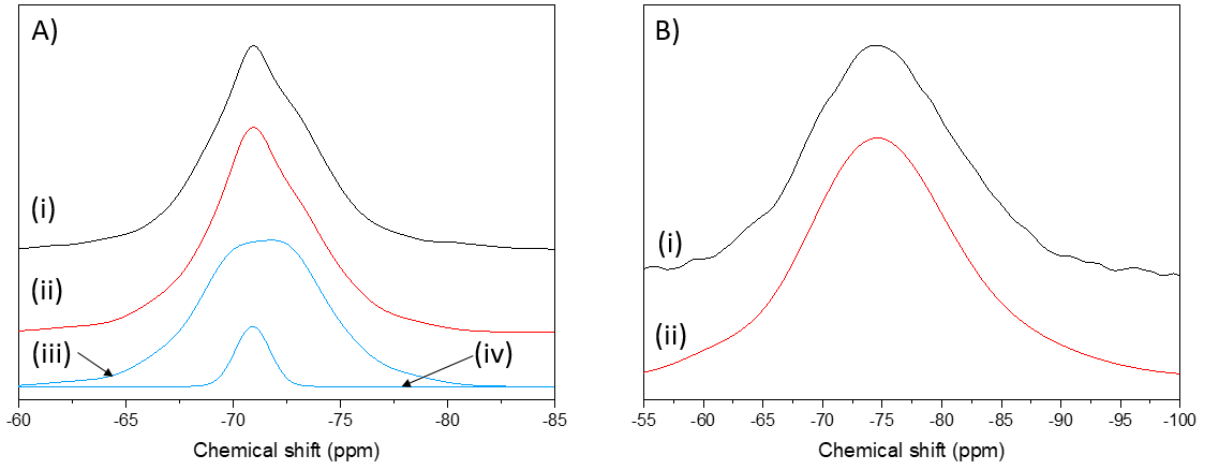 A)
(i)
(ii)
(iii)
(iv)
-60 -65 -70 -75 -80 -85
Chemical shift (ppm)
B)
(i)
(ii)
-55 -60 -65 -70 -75 -80 -85 -90 -95 -100
Chemical shift (ppm)